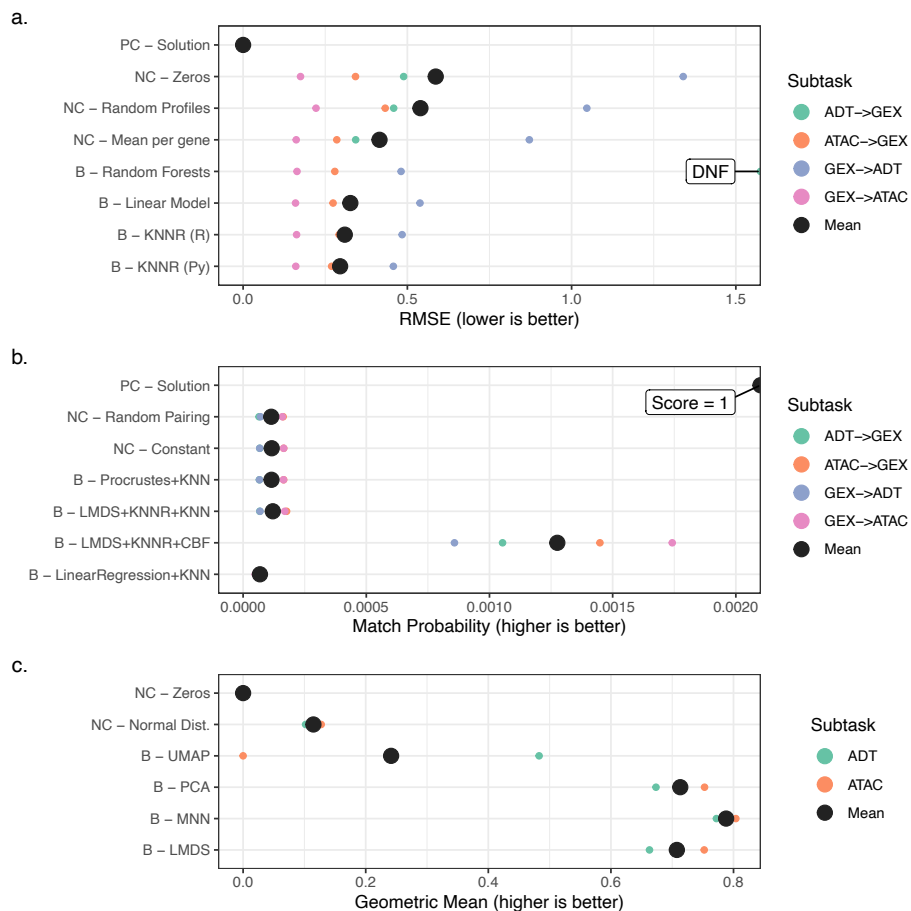 a.
PC – Solution
NC – Zeros
NC – Random Profiles
NC – Mean per gene
B – Random Forests
B – Linear Model
B – KNNR (R)
B – KNNR (Py)
DNF
0.0 0.5 1.0 1.5
RMSE (lower is better)
Subtask
ADT–>GEX
ATAC–>GEX
GEX–>ADT
GEX–>ATAC
Mean
b.
PC – Solution
NC – Random Pairing
NC – Constant
B – Procrustes+KNN
B – LMDS+KNNR+KNN
B – LMDS+KNNR+CBF
B – LinearRegression+KNN
Score = 1
0.0000 0.0005 0.0010 0.0015 0.0020
Match Probability (higher is better)
Subtask
ADT–>GEX
ATAC–>GEX
GEX–>ADT
GEX–>ATAC
Mean
c.
NC – Zeros
NC – Normal Dist.
B – UMAP
B – PCA
B – MNN
B – LMDS
0.0 0.2 0.4 0.6 0.8
Geometric Mean (higher is better)
Subtask
ADT
ATAC
Mean